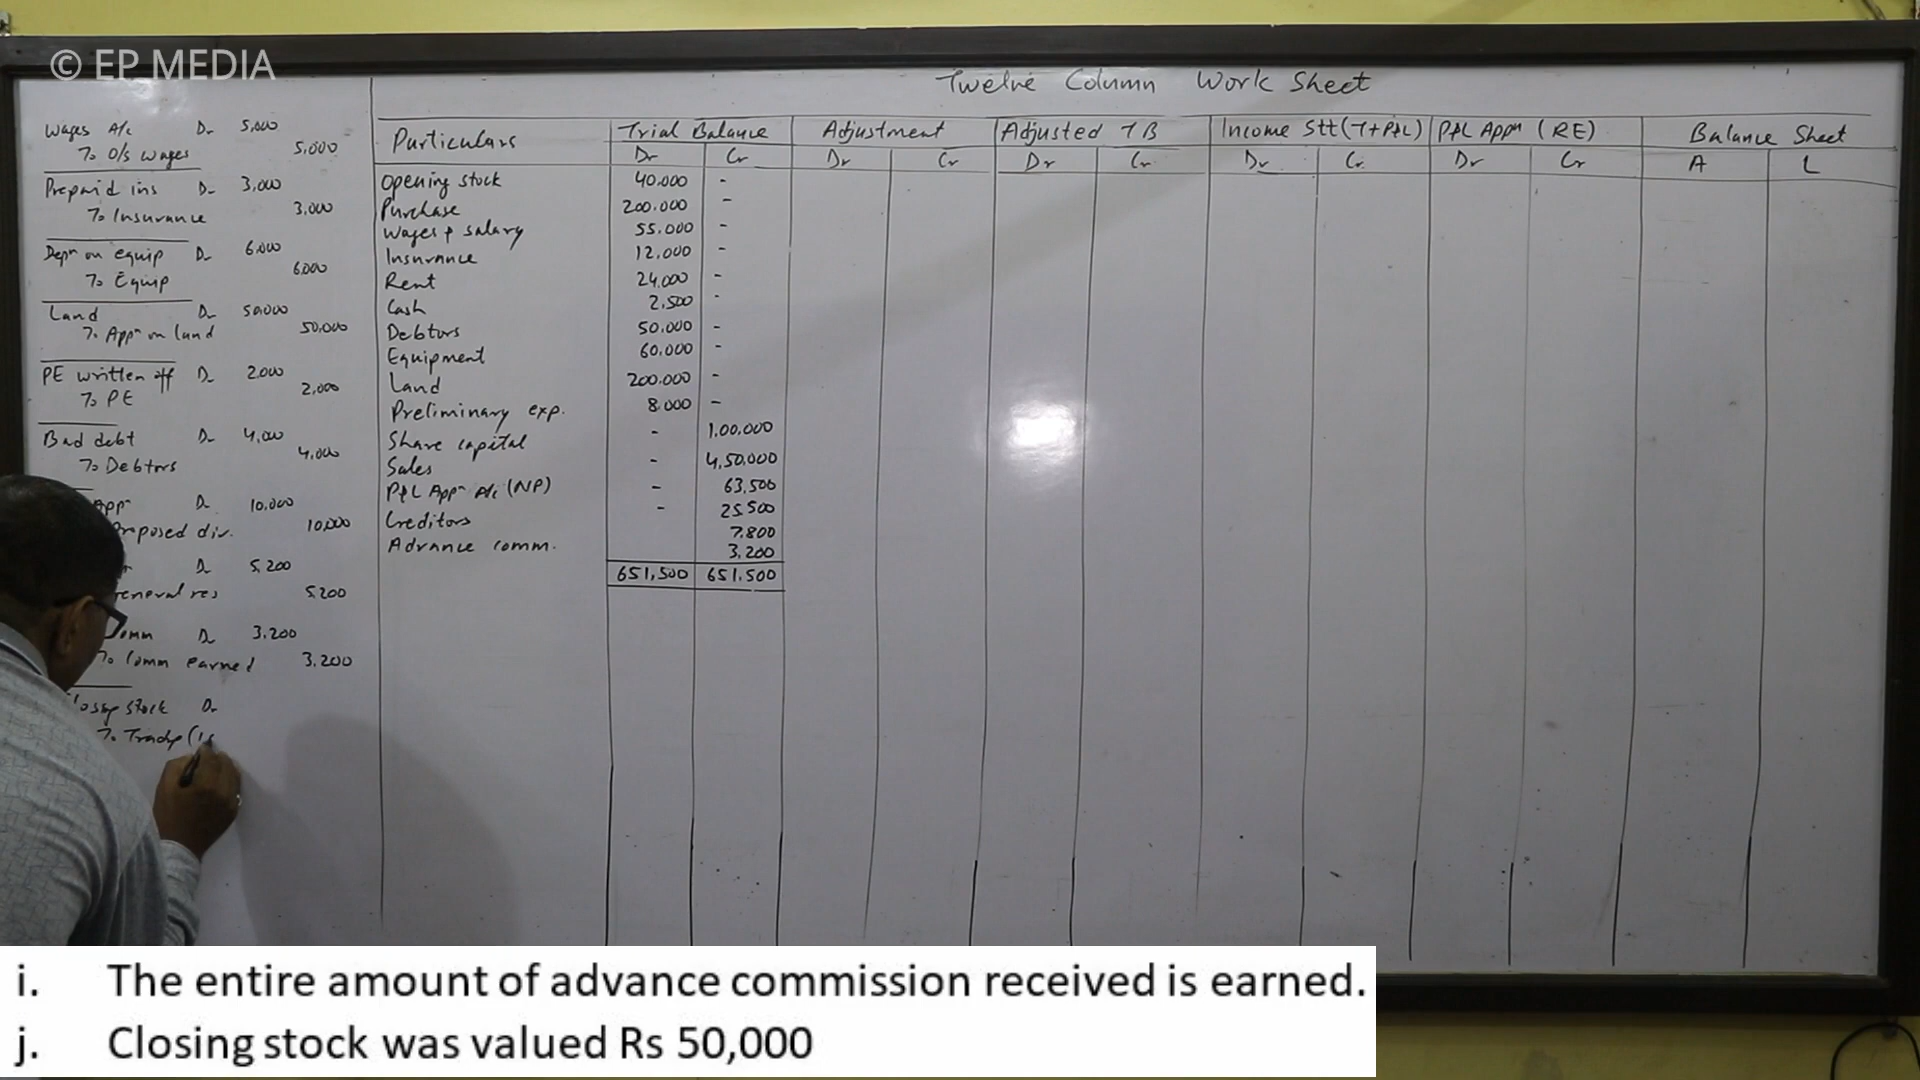 © EP MEDIA
Twelve Column Work Sheet
Wages A/c Dr 5,000
To O/s wages 5,000
Prepaid ins Dr 3,000
To Insurance 3,000
Depn on equip Dr 6,000
To Equip 6,000
Land Dr 50,000
To Appn on land 50,000
PE written off Dr 2,000
To PE 2,000
Bad debt Dr 4,000
To Debtors 4,000
Appn Dr 10,000
Proposed div. 10,000
Dr 5,200
General res 5,200
Comm Dr 3,200
To Comm earned 3,200
Closing stock Dr
To Tradg
Particulars Trial Balance Adjustment Adjusted TB Income Stt (T+P&L) P&L Appn (RE) Balance Sheet
Dr Cr Dr Cr Dr Cr Dr Cr Dr Cr A L
Opening stock 40,000 -
Purchase 200,000 -
Wages & salary 55,000 -
Insurance 12,000 -
Rent 24,000 -
Cash 2,500 -
Debtors 50,000 -
Equipment 60,000 -
Land 200,000 -
Preliminary exp. 8,000 -
Share capital - 1,00,000
Sales - 4,50,000
P&L Appn A/c (NP) - 63,500
Creditors - 25,500
7,800
Advance comm. 3,200
651,500 651,500
i. The entire amount of advance commission received is earned.
j. Closing stock was valued Rs 50,000